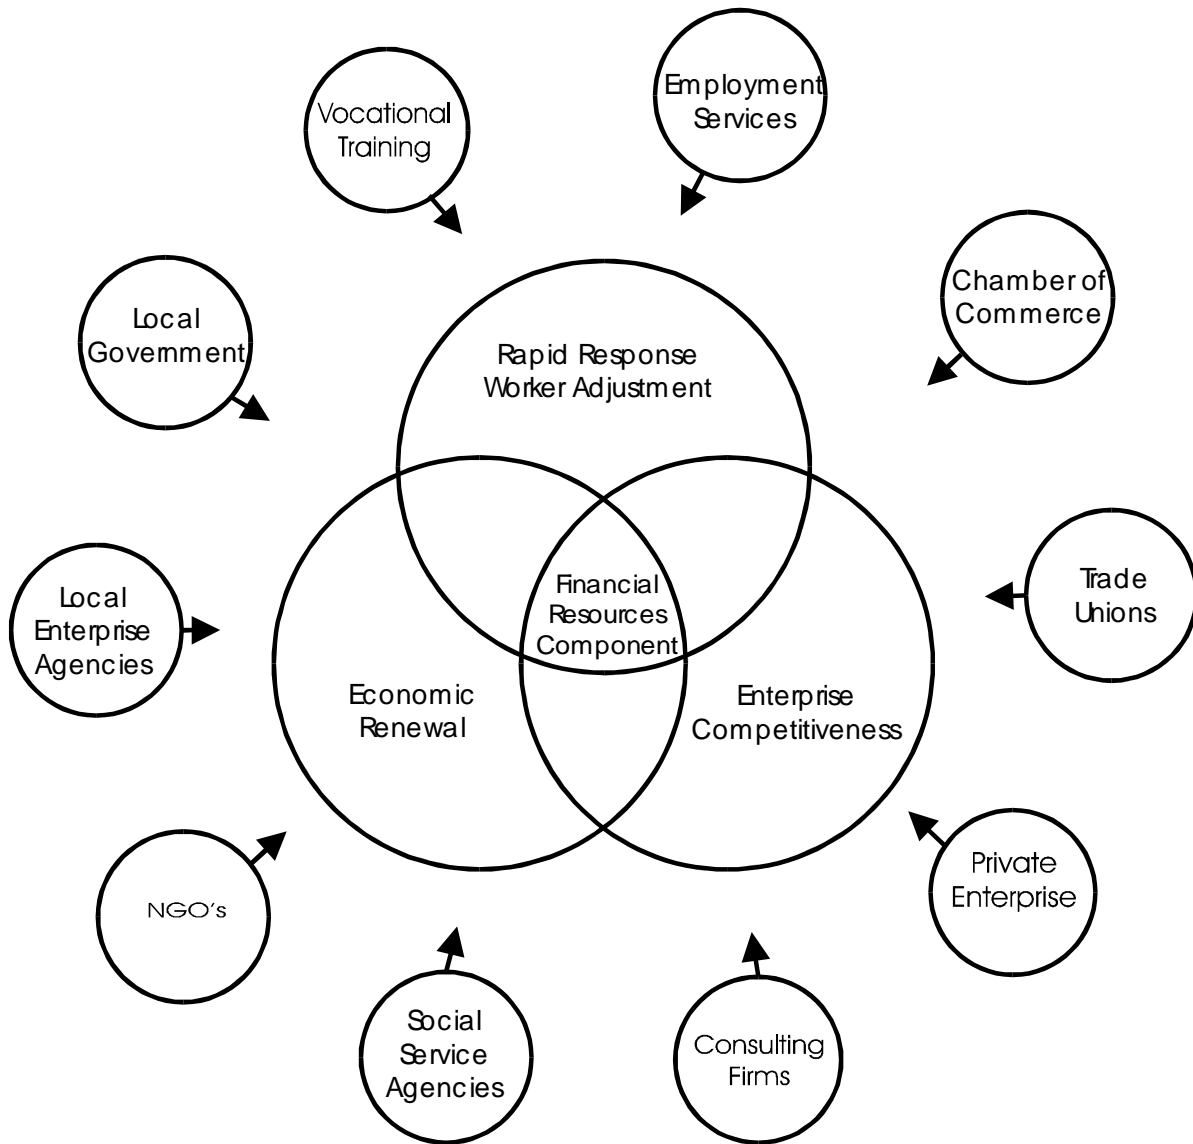 Employment
Services
Vocational
Training
Chamber of
Commerce
Local
Government
Rapid Response
Worker Adjustment
Financial
Resources
Component
Trade
Unions
Local
Enterprise
Agencies
Economic
Renewal
Enterprise
Competitiveness
Private
Enterprise
NGO's
Social
Service
Agencies
Consulting
Firms